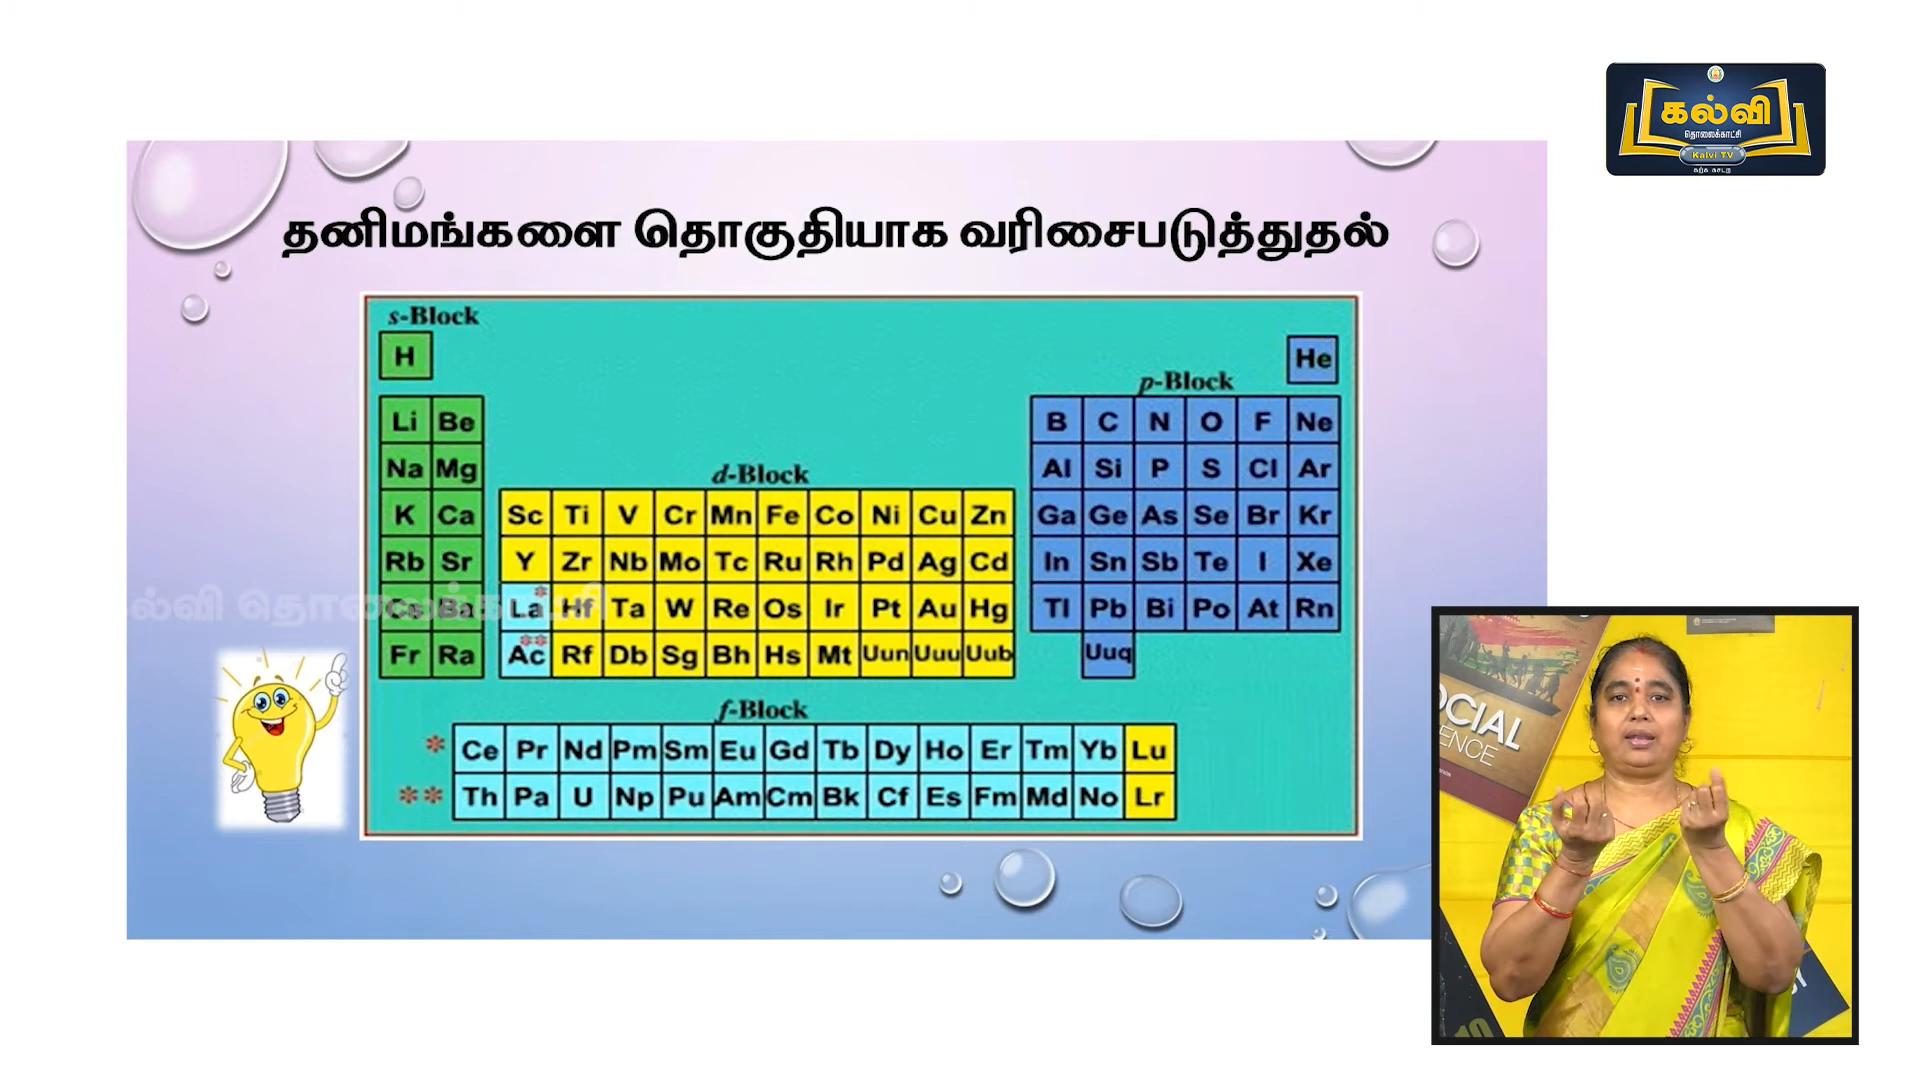 கல்வி
தொலைக்காட்சி
Kalvi TV
கற்க கசடற
தனிமங்களை தொகுதியாக வரிசைபடுத்துதல்
s-Block
H He
p-Block
Li Be B C N O F Ne
Na Mg Al Si P S Cl Ar
d-Block
K Ca Sc Ti V Cr Mn Fe Co Ni Cu Zn Ga Ge As Se Br Kr
Rb Sr Y Zr Nb Mo Tc Ru Rh Pd Ag Cd In Sn Sb Te I Xe
Cs Ba La* Hf Ta W Re Os Ir Pt Au Hg Tl Pb Bi Po At Rn
Fr Ra Ac** Rf Db Sg Bh Hs Mt Uun Uuu Uub Uuq
f-Block
* Ce Pr Nd Pm Sm Eu Gd Tb Dy Ho Er Tm Yb Lu
** Th Pa U Np Pu Am Cm Bk Cf Es Fm Md No Lr
தொலைக்காட்சி
10